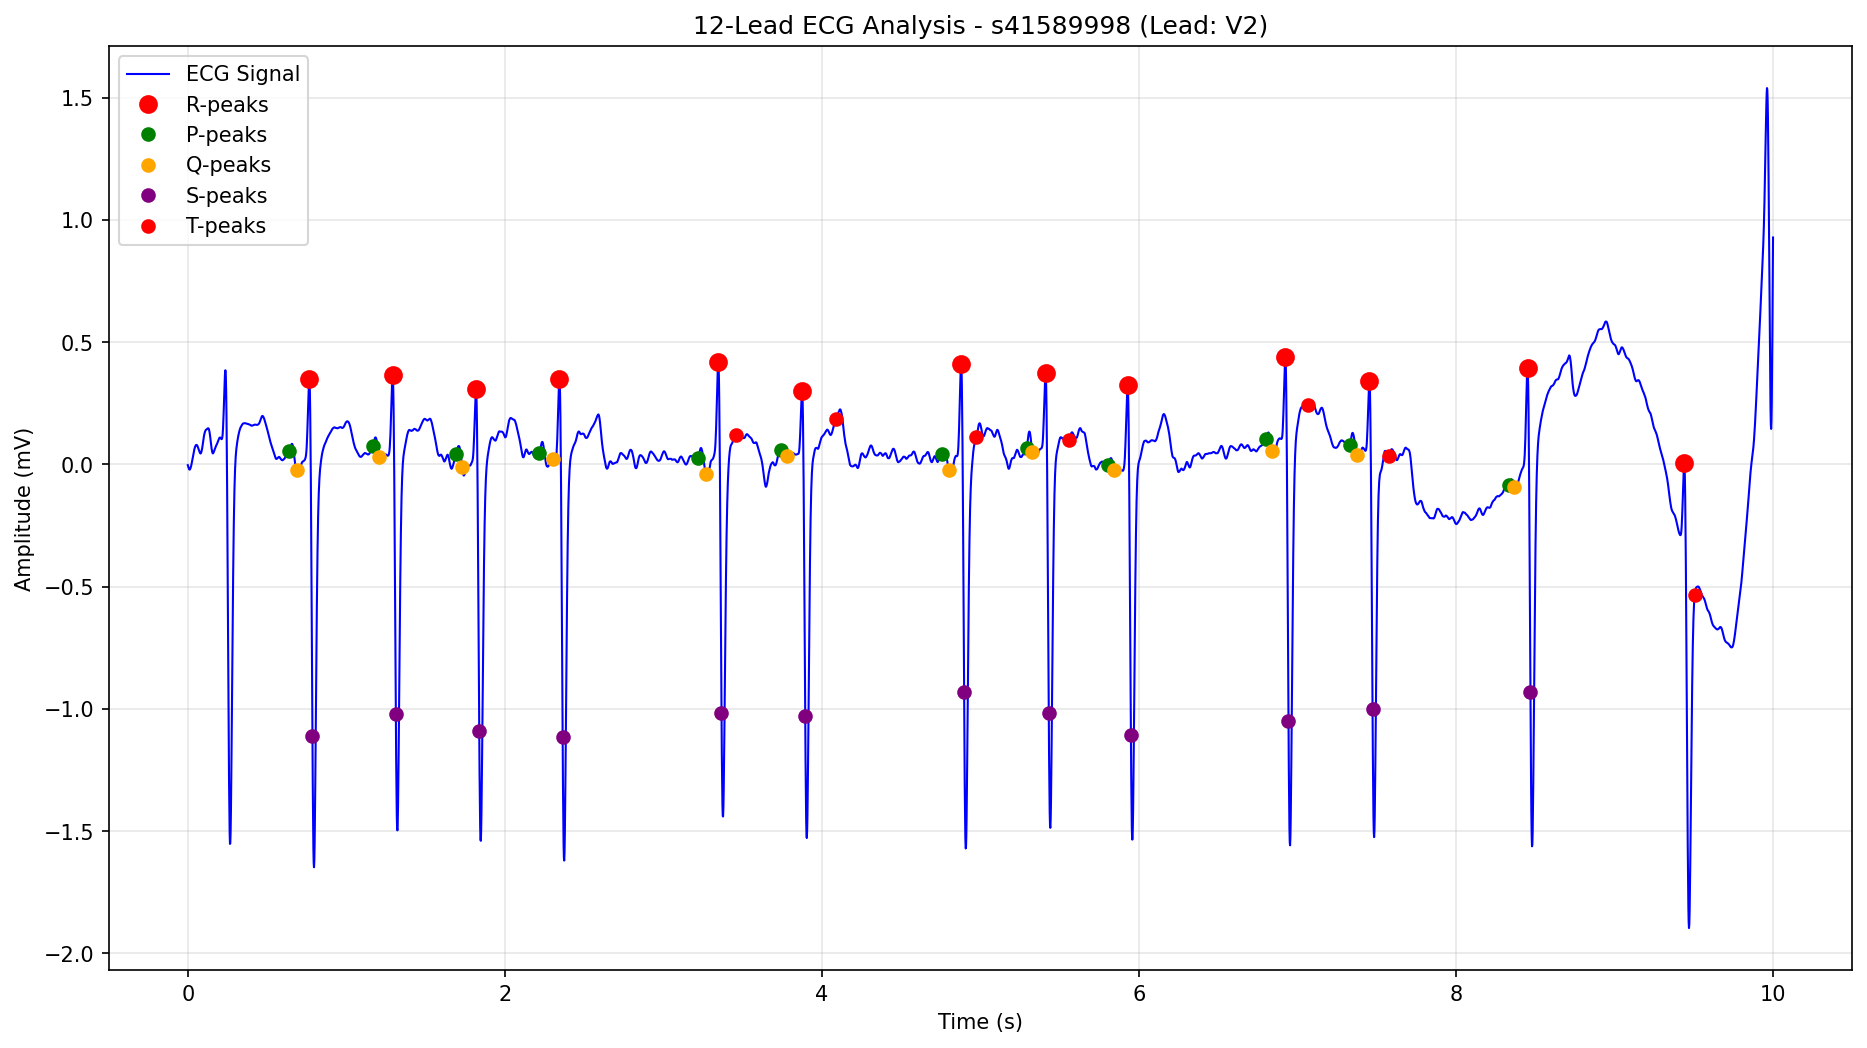 12-Lead ECG Analysis - s41589998 (Lead: V2)
ECG Signal
R-peaks
P-peaks
Q-peaks
S-peaks
T-peaks
1.5
1.0
0.5
0.0
−0.5
−1.0
−1.5
−2.0
Amplitude (mV)
0 2 4 6 8 10
Time (s)